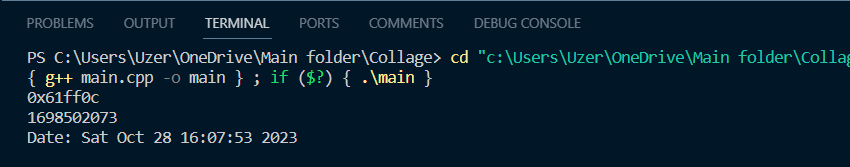 PROBLEMS OUTPUT TERMINAL PORTS COMMENTS DEBUG CONSOLE
PS C:\Users\Uzer\OneDrive\Main folder\Collage> cd "c:\Users\Uzer\OneDrive\Main folder\Collag
{ g++ main.cpp -o main } ; if ($?) { .\main }
0x61ff0c
1698502073
Date: Sat Oct 28 16:07:53 2023